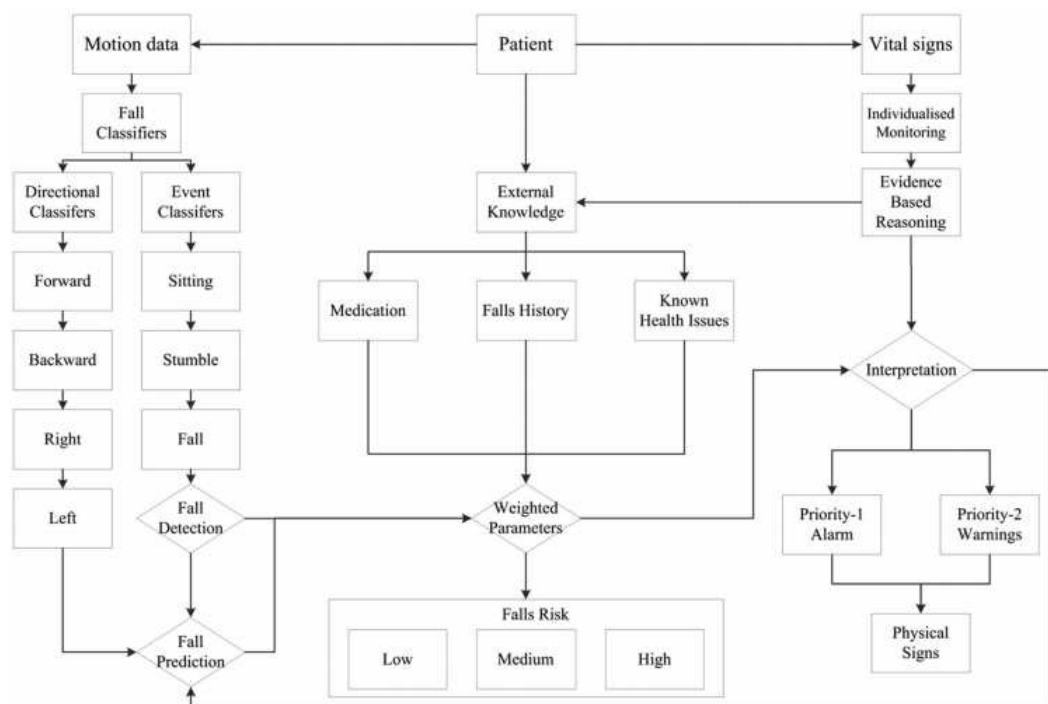 Motion data
Patient
Vital signs
Fall
Classifiers
Individualised
Monitoring
Directional
Classifers
Event
Classifers
External
Knowledge
Evidence
Based
Reasoning
Forward
Sitting
Medication
Falls History
Known
Health Issues
Backward
Stumble
Interpretation
Right
Fall
Left
Fall
Detection
Weighted
Parameters
Priority-1
Alarm
Priority-2
Warnings
Fall
Prediction
Falls Risk
Low
Medium
High
Physical
Signs